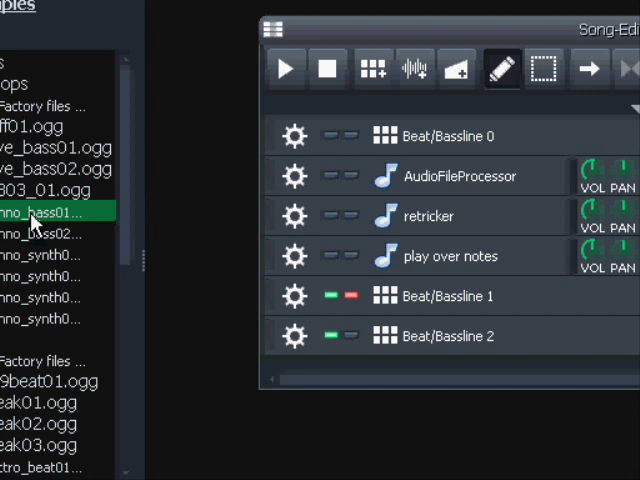 ples
s
ops
Factory files ...
ff01.ogg
ve_bass01.ogg
ve_bass02.ogg
303_01.ogg
nno_bass01...
nno_bass02...
nno_synth0...
nno_synth0...
nno_synth0...
nno_synth0...
Factory files ...
9beat01.ogg
eak01.ogg
eak02.ogg
eak03.ogg
ctro_beat01...
Song-Edi
Beat/Bassline 0
AudioFileProcessor
VOL PAN
retricker
VOL PAN
play over notes
VOL PAN
Beat/Bassline 1
Beat/Bassline 2